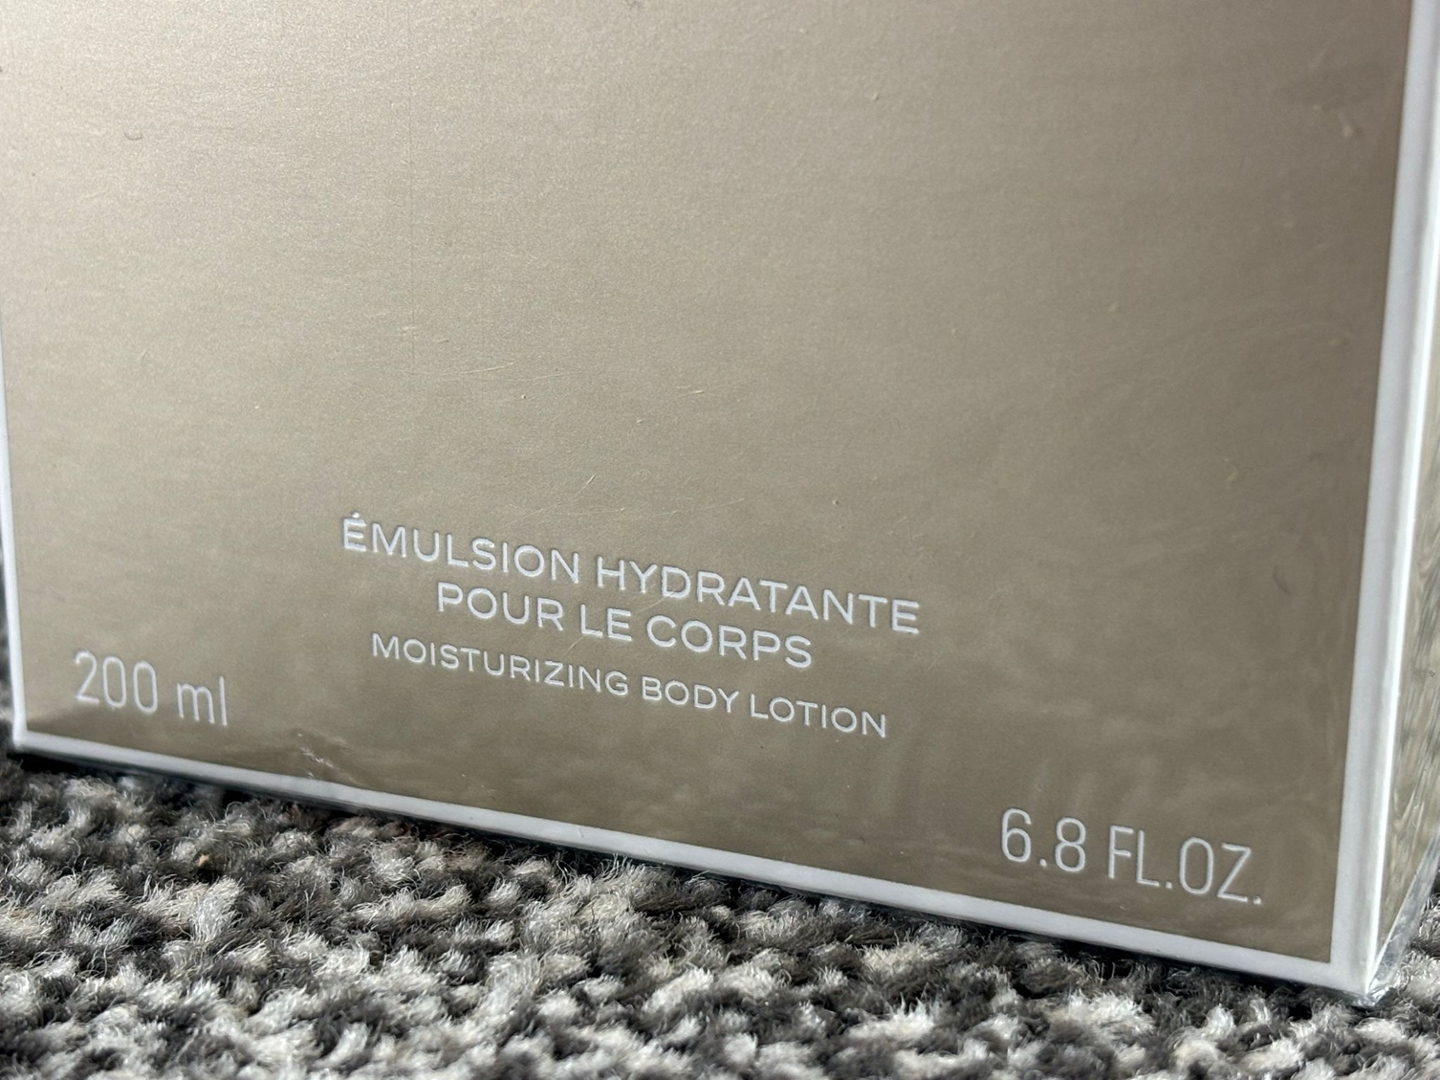 ÉMULSION HYDRATANTE
POUR LE CORPS
MOISTURIZING BODY LOTION
200 ml
6.8 FL.OZ.